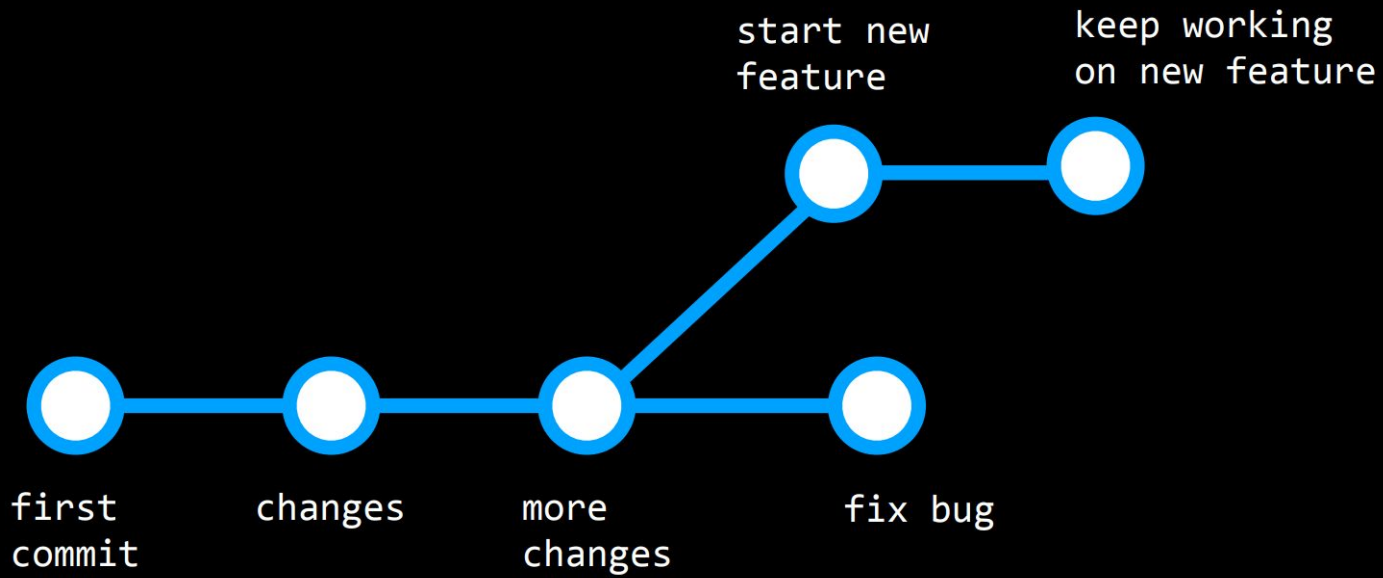 start new
feature
keep working
on new feature
first
commit
changes
more
changes
fix bug